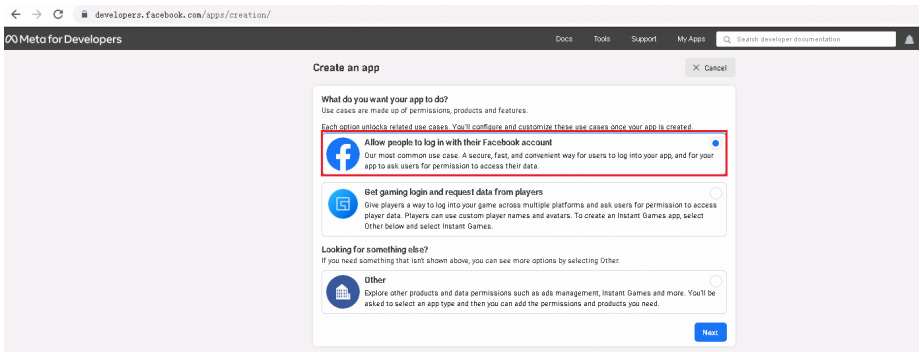 developers.facebook.com/apps/creation/
Meta for Developers
Docs Tools Support My Apps Search developer documentation
Create an app
Cancel
What do you want your app to do?
Use cases are made up of permissions, products and features.
Each option unlocks related use cases. You'll configure and customize these use cases once your app is created.
Allow people to log in with their Facebook account
Our most common use case. A secure, fast, and convenient way for users to log into your app, and for your
app to ask users for permission to access their data.
Get gaming login and request data from players
Give players a way to log into your game across multiple platforms and ask users for permission to access
player data. Players can use custom player names and avatars. To create an Instant Games app, select
Other below and select Instant Games.
Looking for something else?
If you need something that isn't shown above, you can see more options by selecting Other.
Other
Explore other products and data permissions such as ads management, Instant Games and more. You'll be
asked to select an app type and then you can add the permissions and products you need.
Next